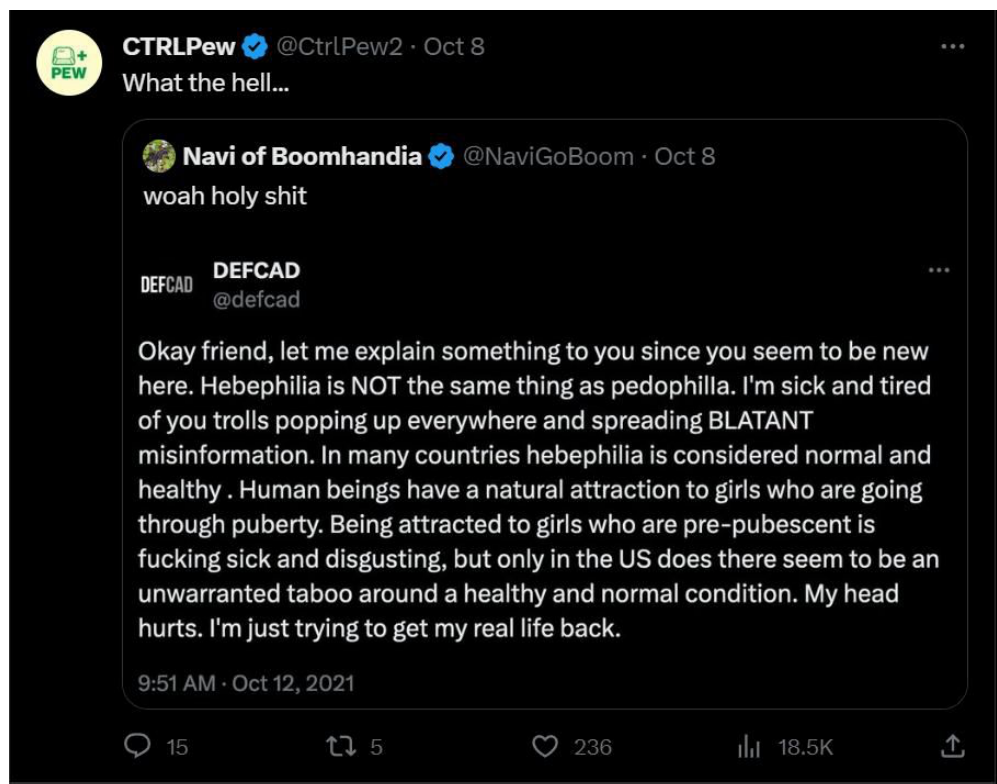 CTRLPew @CtrlPew2 · Oct 8
What the hell...
PEW
Navi of Boomhandia @NaviGoBoom · Oct 8
woah holy shit
DEFCAD
DEFCAD
@defcad
Okay friend, let me explain something to you since you seem to be new
here. Hebephilia is NOT the same thing as pedophilla. I'm sick and tired
of you trolls popping up everywhere and spreading BLATANT
misinformation. In many countries hebephilia is considered normal and
healthy . Human beings have a natural attraction to girls who are going
through puberty. Being attracted to girls who are pre-pubescent is
fucking sick and disgusting, but only in the US does there seem to be an
unwarranted taboo around a healthy and normal condition. My head
hurts. I'm just trying to get my real life back.
9:51 AM · Oct 12, 2021
15 5 236 18.5K